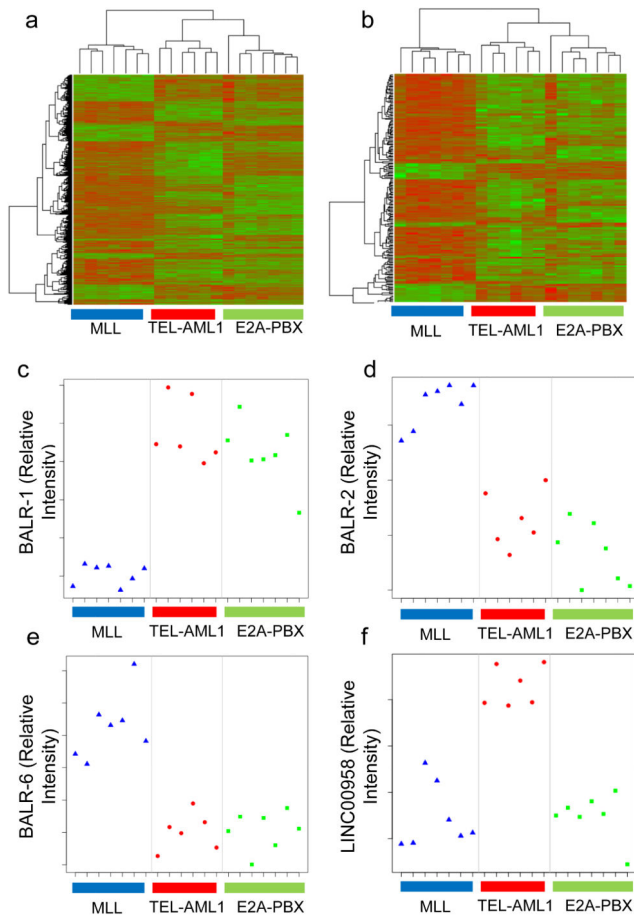 a
b
MLL
TEL-AML1
E2A-PBX
MLL
TEL-AML1
E2A-PBX
c
BALR-1 (Relative
Intensity)
MLL
TEL-AML1
E2A-PBX
d
BALR-2 (Relative
Intensity)
MLL
TEL-AML1
E2A-PBX
e
BALR-6 (Relative
Intensity)
MLL
TEL-AML1
E2A-PBX
f
LINC00958 (Relative
Intensity)
MLL
TEL-AML1
E2A-PBX